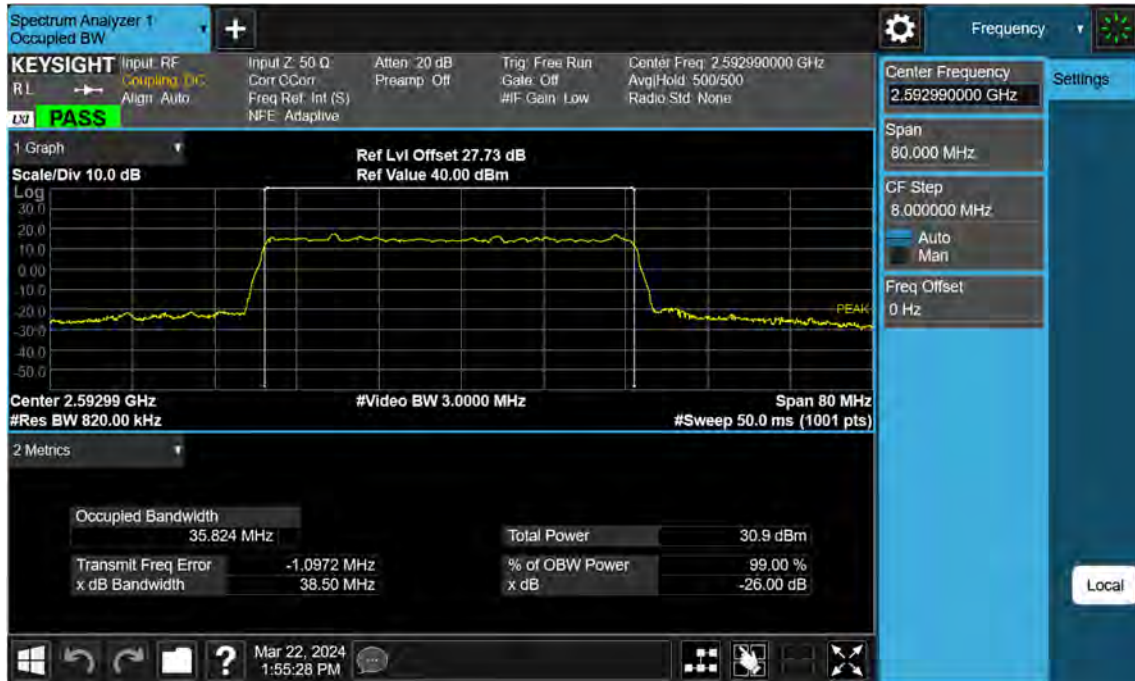 Spectrum Analyzer 1
Occupied BW
+
Frequency
KEYSIGHT
RL
LXI
PASS
Input: RF
Coupling: DC
Align: Auto
Input Z: 50 Ω
Corr CCorr
Freq Ref: Int (S)
NFE: Adaptive
Atten: 20 dB
Preamp: Off
Trig: Free Run
Gate: Off
#IF Gain: Low
Center Freq: 2.592990000 GHz
Avg|Hold: 500/500
Radio Std: None
Center Frequency
2.592990000 GHz
Settings
Span
80.000 MHz
CF Step
8.000000 MHz
Auto
Man
Freq Offset
0 Hz
1 Graph
Scale/Div 10.0 dB
Ref Lvl Offset 27.73 dB
Ref Value 40.00 dBm
Log
30.0
20.0
10.0
0.00
-10.0
-20.0
-30.0
-40.0
-50.0
PEAK
Center 2.59299 GHz
#Res BW 820.00 kHz
#Video BW 3.0000 MHz
Span 80 MHz
#Sweep 50.0 ms (1001 pts)
2 Metrics
Occupied Bandwidth
35.824 MHz
Transmit Freq Error -1.0972 MHz
x dB Bandwidth 38.50 MHz
Total Power 30.9 dBm
% of OBW Power 99.00 %
x dB -26.00 dB
Local
?
Mar 22, 2024
1:55:28 PM